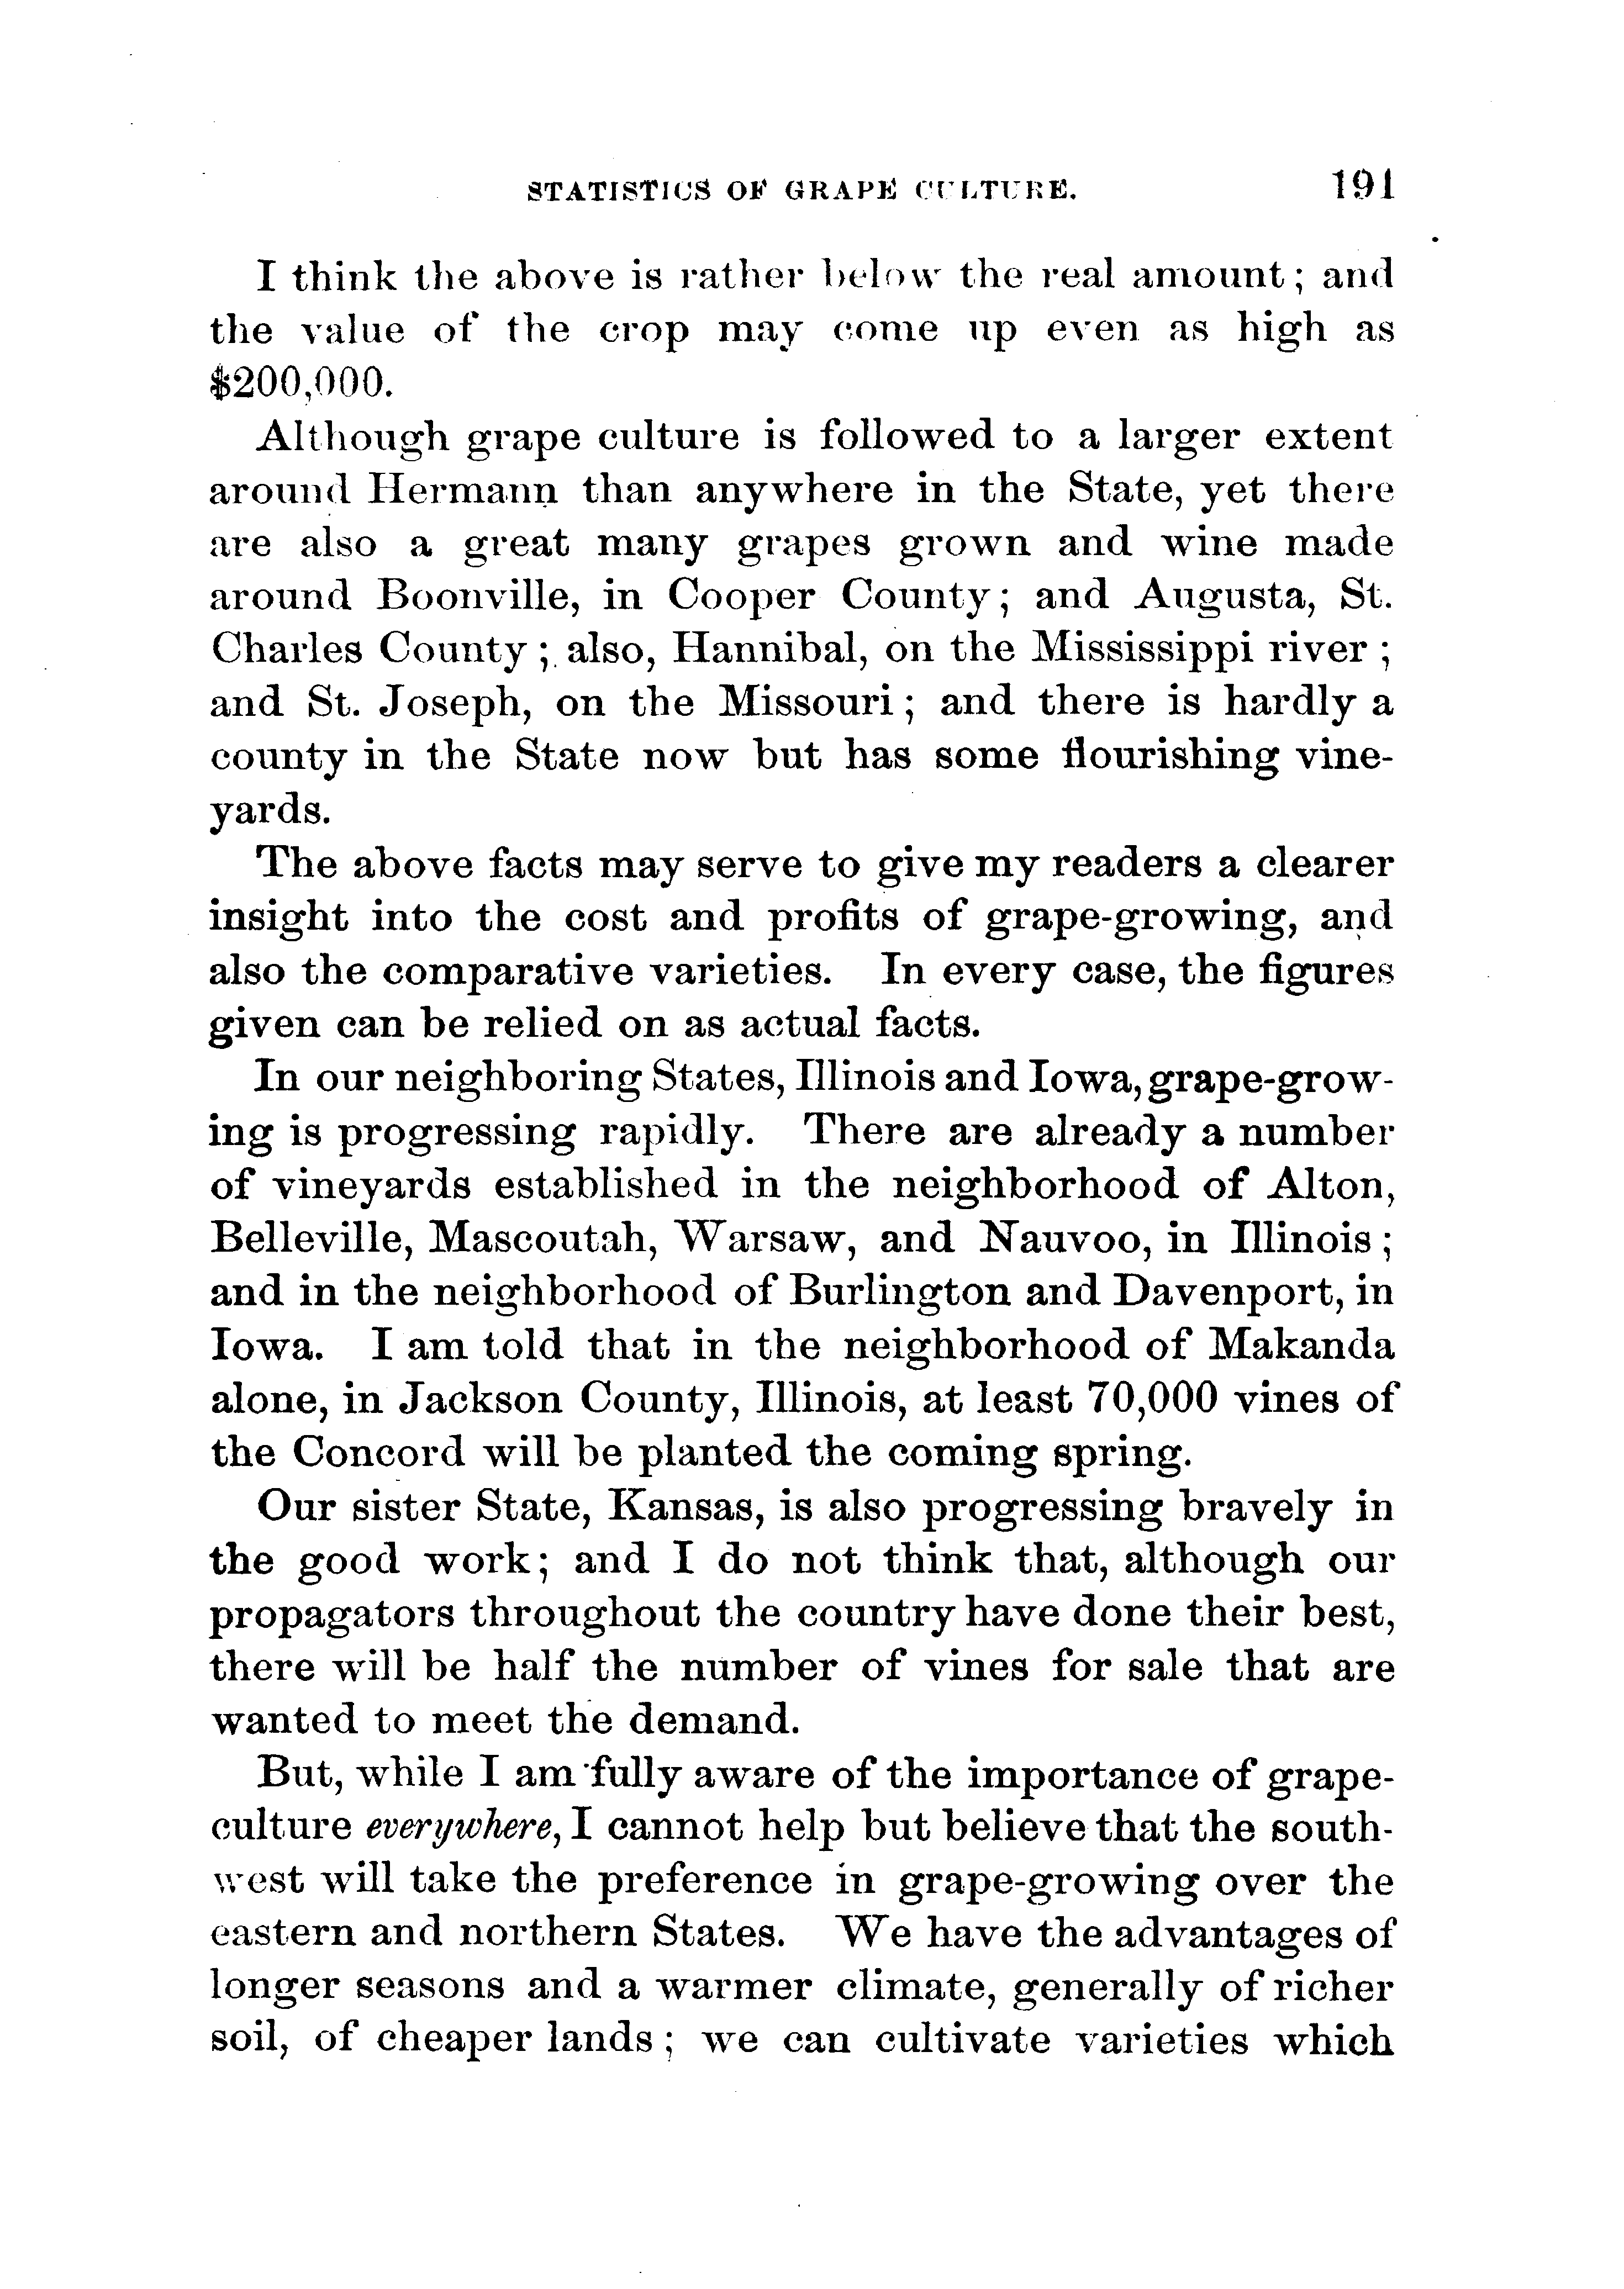 STATISTICS OF GRAPE CULTURE. 191
I think the above is rather below the real amount; and
the value of the crop may come up even as high as
$200,000.
Although grape culture is followed to a larger extent
around Hermann than anywhere in the State, yet there
are also a great many grapes grown and wine made
around Boonville, in Cooper County; and Augusta, St.
Charles County; also, Hannibal, on the Mississippi river;
and St. Joseph, on the Missouri; and there is hardly a
county in the State now but has some flourishing vine-
yards.
The above facts may serve to give my readers a clearer
insight into the cost and profits of grape-growing, and
also the comparative varieties. In every case, the figures
given can be relied on as actual facts.
In our neighboring States, Illinois and Iowa, grape-grow-
ing is progressing rapidly. There are already a number
of vineyards established in the neighborhood of Alton,
Belleville, Mascoutah, Warsaw, and Nauvoo, in Illinois;
and in the neighborhood of Burlington and Davenport, in
Iowa. I am told that in the neighborhood of Makanda
alone, in Jackson County, Illinois, at least 70,000 vines of
the Concord will be planted the coming spring.
Our sister State, Kansas, is also progressing bravely in
the good work; and I do not think that, although our
propagators throughout the country have done their best,
there will be half the number of vines for sale that are
wanted to meet the demand.
But, while I am fully aware of the importance of grape-
culture everywhere, I cannot help but believe that the south-
west will take the preference in grape-growing over the
eastern and northern States. We have the advantages of
longer seasons and a warmer climate, generally of richer
soil, of cheaper lands; we can cultivate varieties which